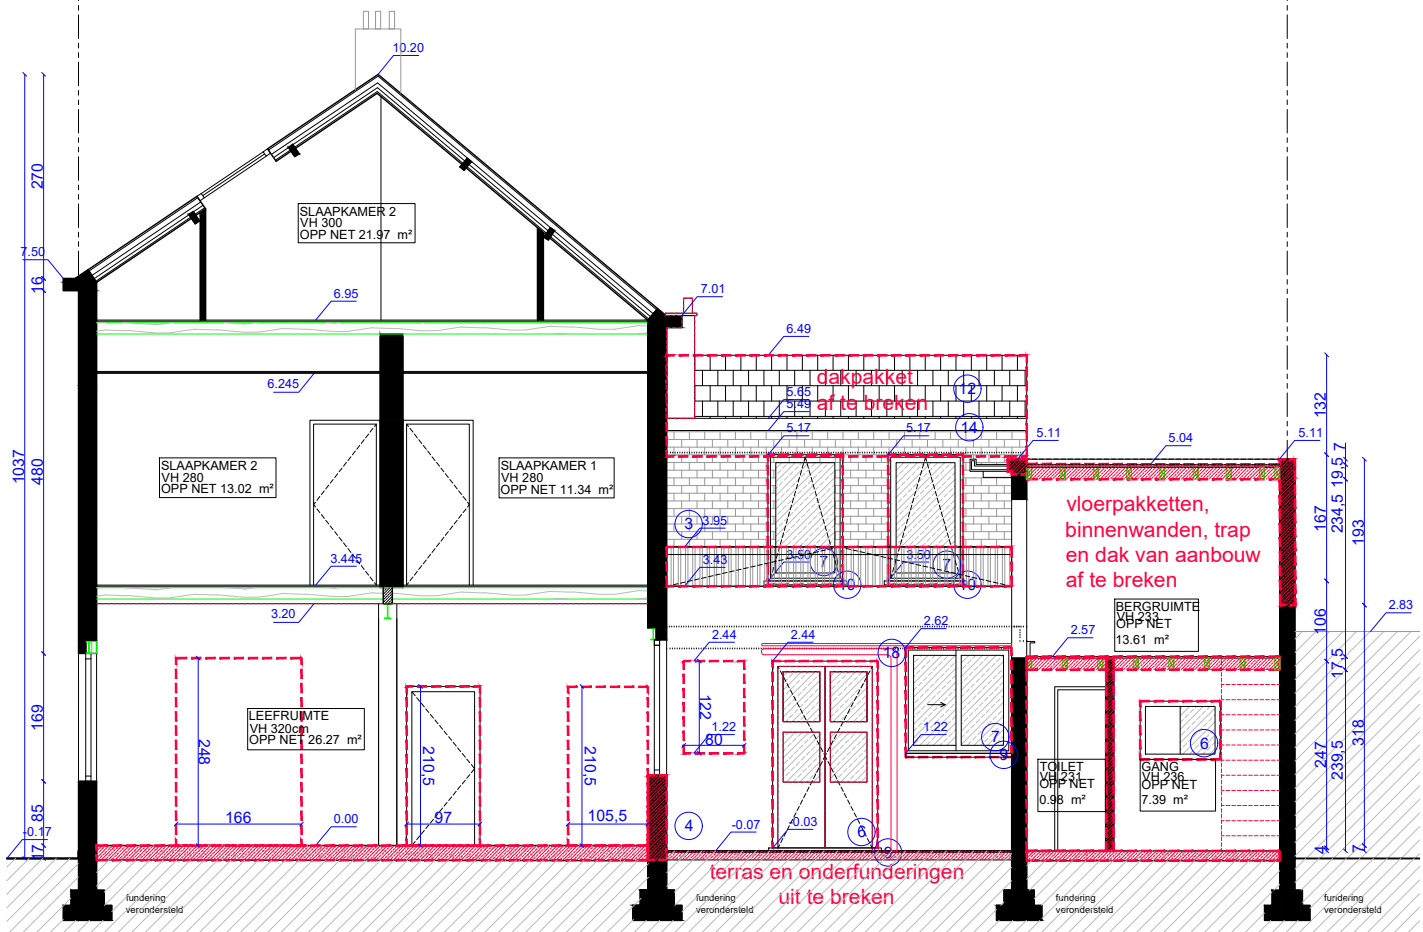 10.20
270
SLAAPKAMER 2
VH 300
OPP NET 21.97 m²
7.50
16
6.95
7.01
6.49
6.245
dakpakket
af te breken
12
5.65
5.49
14
132
1037
480
5.17
5.17
5.11
5.04
5.11
7
19,5
SLAAPKAMER 2
VH 280
OPP NET 13.02 m²
SLAAPKAMER 1
VH 280
OPP NET 11.34 m²
vloerpakketten,
binnenwanden, trap
en dak van aanbouw
af te breken
167
234,5
193
3
3.95
3.50
7
3.50
7
3.445
3.43
10
10
3.20
BERGRUIMTE
VH 233
OPP NET
13.61 m²
2.83
106
2.44
2.44
2.62
18
2.57
17,5
169
LEEFRUIMTE
VH 320cm
OPP NET 26.27 m²
248
210,5
210,5
122
1.22
80
1.22
7
9
6
318
247
239,5
TOILET
VH 231
OPP NET
0.98 m²
GANG
VH 236
OPP NET
7.39 m²
85
166
0.00
97
105,5
4
-0.07
-0.03
6
9
-0.17
17
4
7
terras en onderfunderingen
uit te breken
fundering
verondersteld
fundering
verondersteld
fundering
verondersteld
fundering
verondersteld